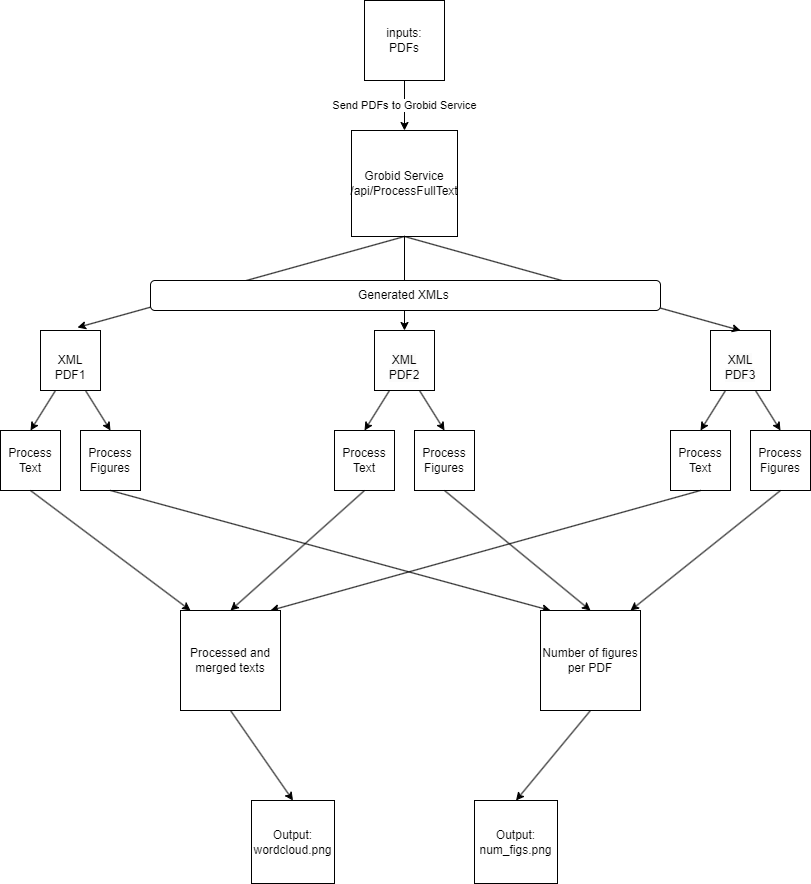 inputs:
PDFs
Send PDFs to Grobid Service
Grobid Service
/api/ProcessFullText
Generated XMLs
XML
PDF1
XML
PDF2
XML
PDF3
Process
Text
Process
Figures
Process
Text
Process
Figures
Process
Text
Process
Figures
Processed and
merged texts
Number of figures
per PDF
Output:
wordcloud.png
Output:
num_figs.png